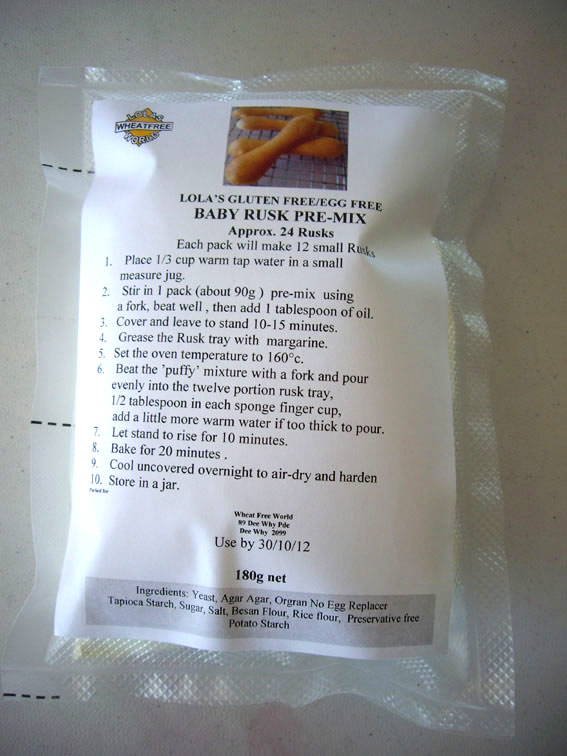 LOLA'S
WHEATFREE
WORLD
LOLA'S GLUTEN FREE/EGG FREE
BABY RUSK PRE-MIX
Approx. 24 Rusks
Each pack will make 12 small Rusks
1. Place 1/3 cup warm tap water in a small
measure jug.
2. Stir in 1 pack (about 90g ) pre-mix using
a fork, beat well , then add 1 tablespoon of oil.
3. Cover and leave to stand 10-15 minutes.
4. Grease the Rusk tray with margarine.
5. Set the oven temperature to 160°c.
6. Beat the 'puffy' mixture with a fork and pour
evenly into the twelve portion rusk tray,
1/2 tablespoon in each sponge finger cup,
add a little more warm water if too thick to pour.
7. Let stand to rise for 10 minutes.
8. Bake for 20 minutes .
9. Cool uncovered overnight to air-dry and harden
10. Store in a jar.
Packed for
Wheat Free World
89 Dee Why Pde
Dee Why 2099
Use by 30/10/12
180g net
Ingredients: Yeast, Agar Agar, Orgran No Egg Replacer
Tapioca Starch, Sugar, Salt, Besan Flour, Rice flour, Preservative free
Potato Starch